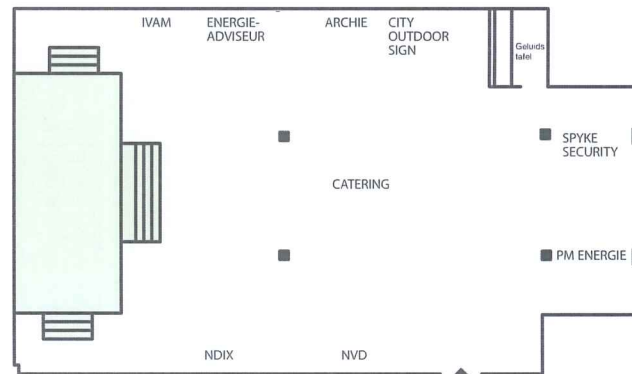 IVAM
ENERGIE-
ADVISEUR
ARCHIE
CITY
OUTDOOR
SIGN
Geluids
tafel
SPYKE
SECURITY
CATERING
PM ENERGIE
NDIX
NVD